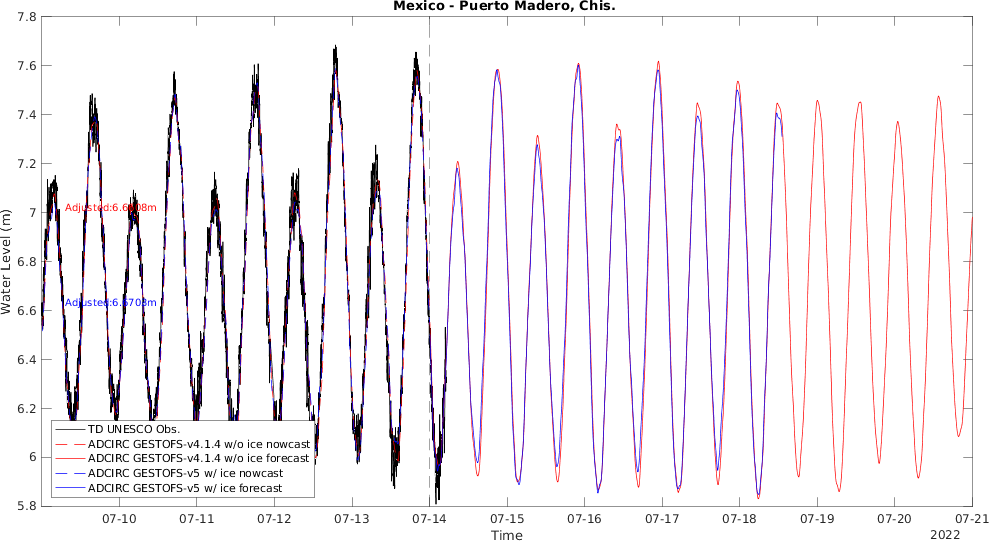 Mexico - Puerto Madero, Chis.
7.8
7.6
7.4
7.2
7
6.8
6.6
6.4
6.2
6
5.8
Water Level (m)
TD UNESCO Obs.
ADCIRC GESTOFS-v4.1.4 w/o ice nowcast
ADCIRC GESTOFS-v4.1.4 w/o ice forecast
ADCIRC GESTOFS-v5 w/ ice nowcast
ADCIRC GESTOFS-v5 w/ ice forecast
07-10 07-11 07-12 07-13 07-14 07-15 07-16 07-17 07-18 07-19 07-20 07-21
Time
2022